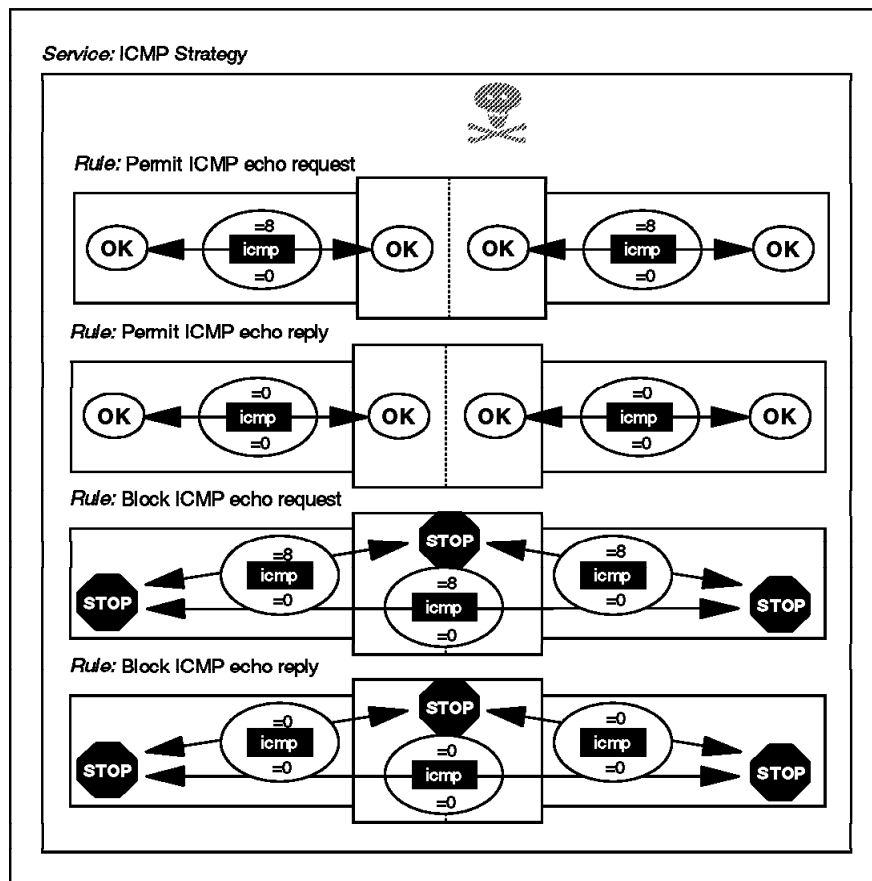 Service: ICMP Strategy
Rule: Permit ICMP echo request
=8 =8
OK icmp OK OK icmp OK
=0 =0
Rule: Permit ICMP echo reply
=0 =0
OK icmp OK OK icmp OK
=0 =0
Rule: Block ICMP echo request
STOP
=8 =8
icmp icmp
=8
STOP =0 icmp =0 STOP
=0
Rule: Block ICMP echo reply
STOP
=0 =0
icmp icmp
=0
STOP =0 icmp =0 STOP
=0